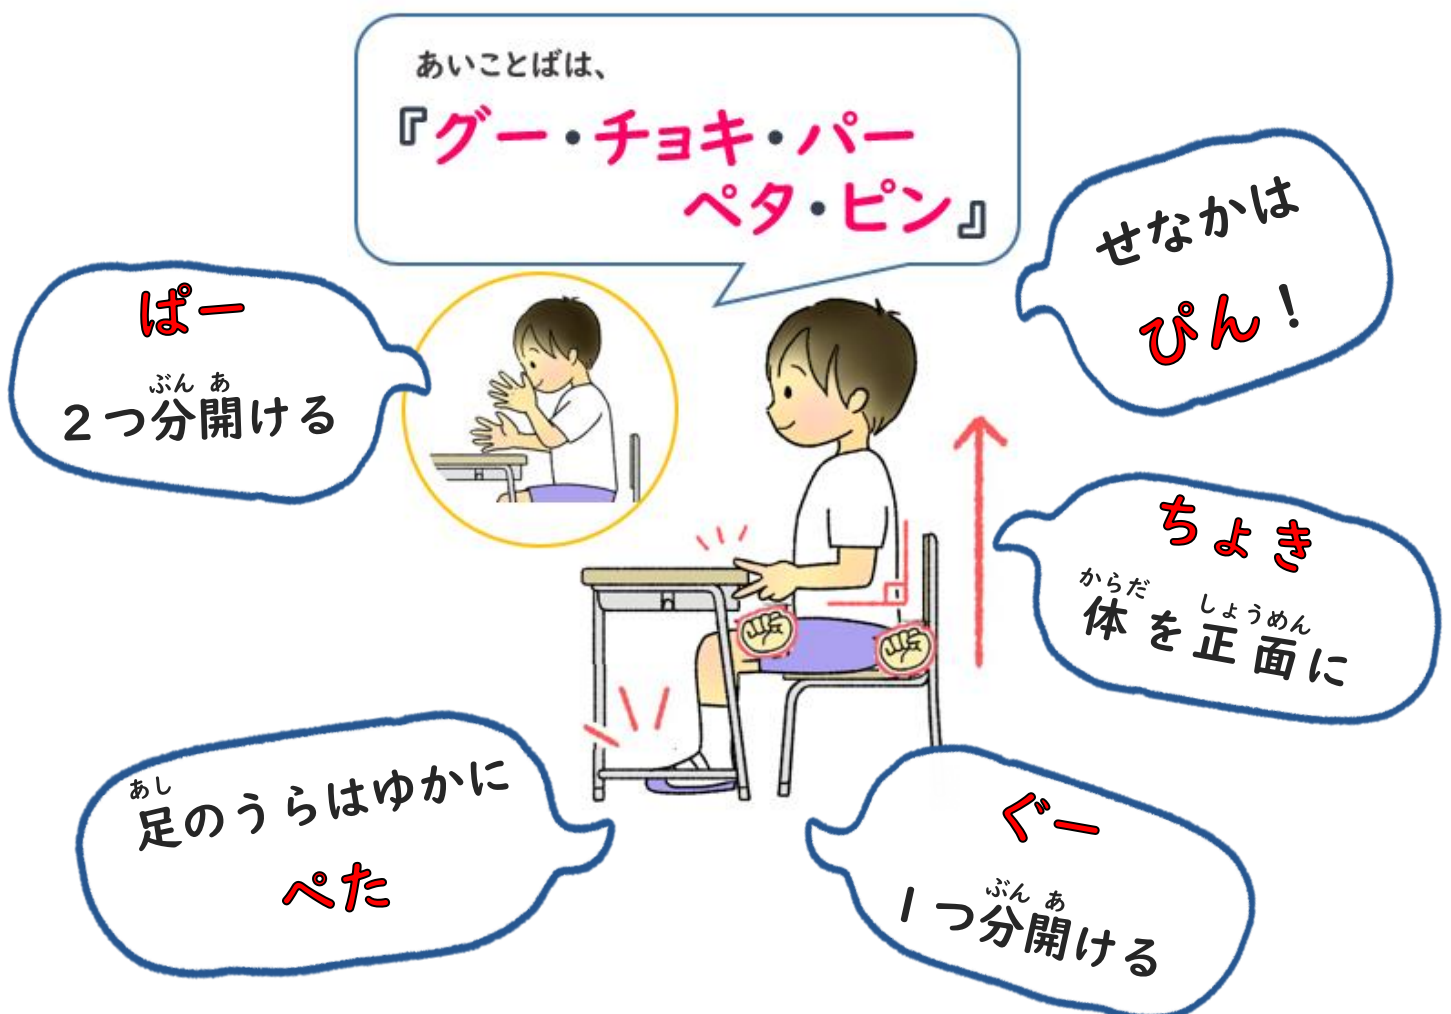 あいことばは、
『グー・チョキ・パー
ペタ・ピン』
せなかは
ぴん！
ぱー
ぶん あ
２つ分開ける
ちょき
からだ しょうめん
体を正面に
あし
足のうらはゆかに
ぺた
ぐー
ぶん あ
１つ分開ける